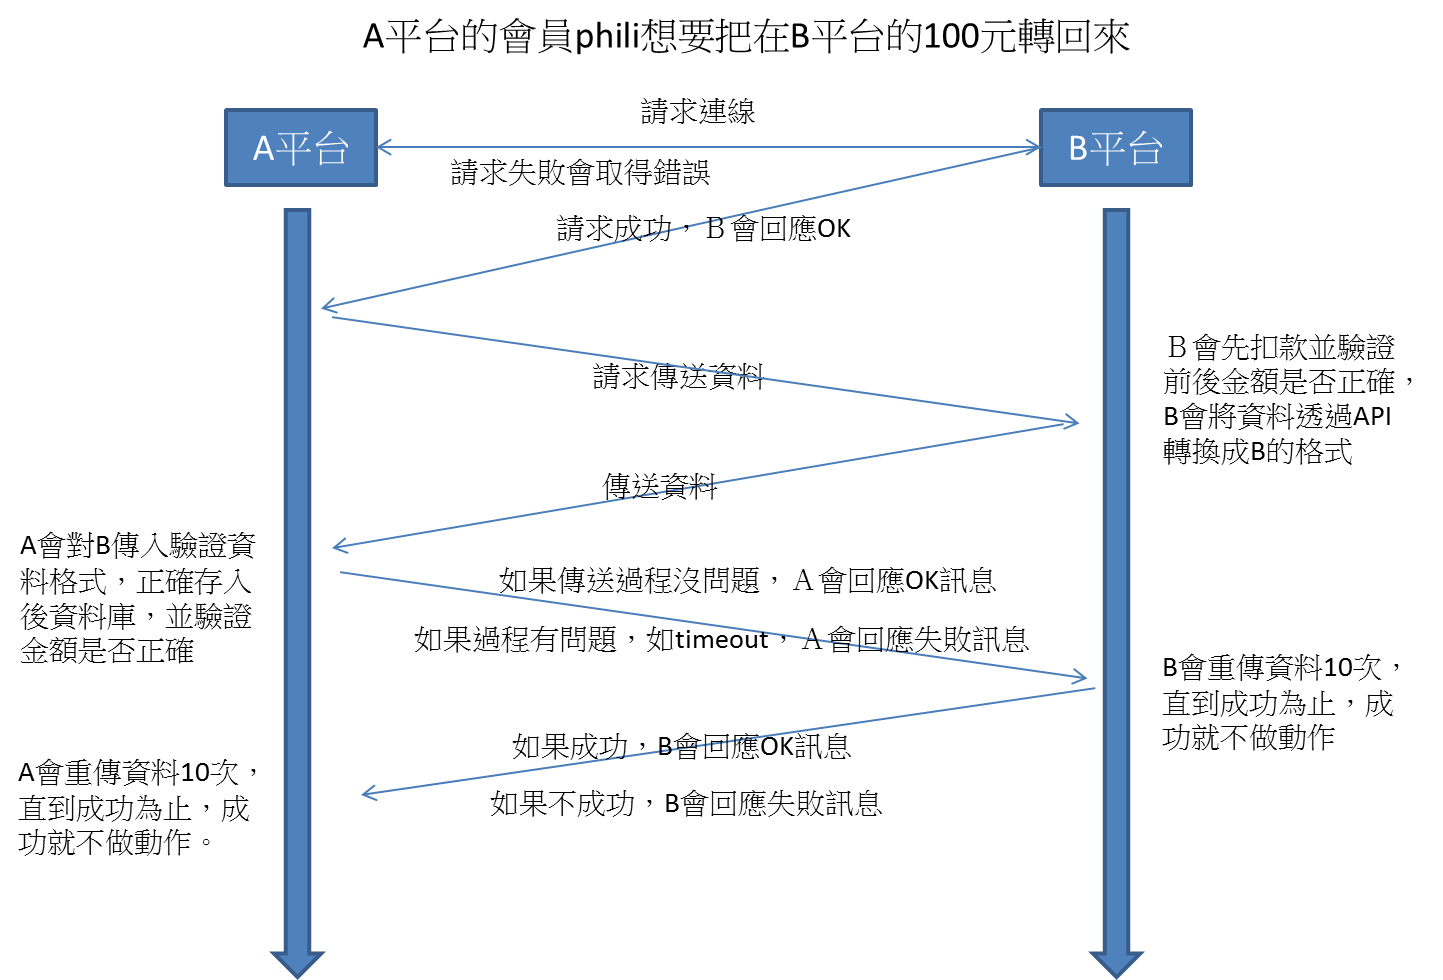 A平台的會員phili想要把在B平台的100元轉回來
請求連線
A平台
B平台
請求失敗會取得錯誤
請求成功，Ｂ會回應OK
Ｂ會先扣款並驗證
前後金額是否正確，
B會將資料透過API
轉換成B的格式
請求傳送資料
傳送資料
A會對B傳入驗證資
料格式，正確存入
後資料庫，並驗證
金額是否正確
如果傳送過程沒問題，Ａ會回應OK訊息
如果過程有問題，如timeout，Ａ會回應失敗訊息
B會重傳資料10次，
直到成功為止，成
功就不做動作
如果成功，B會回應OK訊息
如果不成功，B會回應失敗訊息
A會重傳資料10次，
直到成功為止，成
功就不做動作。